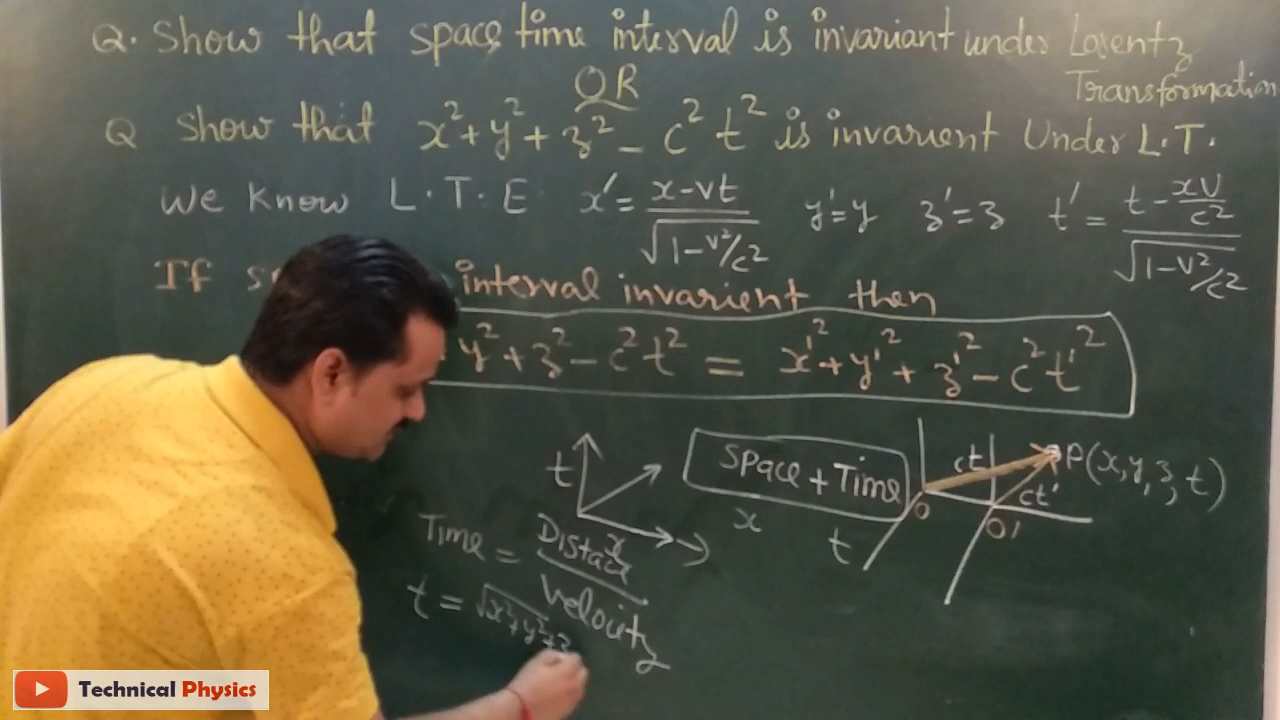 Q. Show that space time interval is invariant under Lorentz Transformation
OR
Q Show that x²+y²+z²-c²t² is invarient Under L.T.
We know L.T.E x'=(x-vt)/√(1-v²/c²) y'=y z'=z t'=(t-xv/c²)/√(1-v²/c²)
If interval invarient then
y²+z²-c²t² = x'²+y'²+z'²-c²t'²
t
x
Space+Time
x
t
ct
P(x,y,z,t)
ct'
O
O'
Time = Distace/Velocity
t = √x²+y²+z
Technical Physics